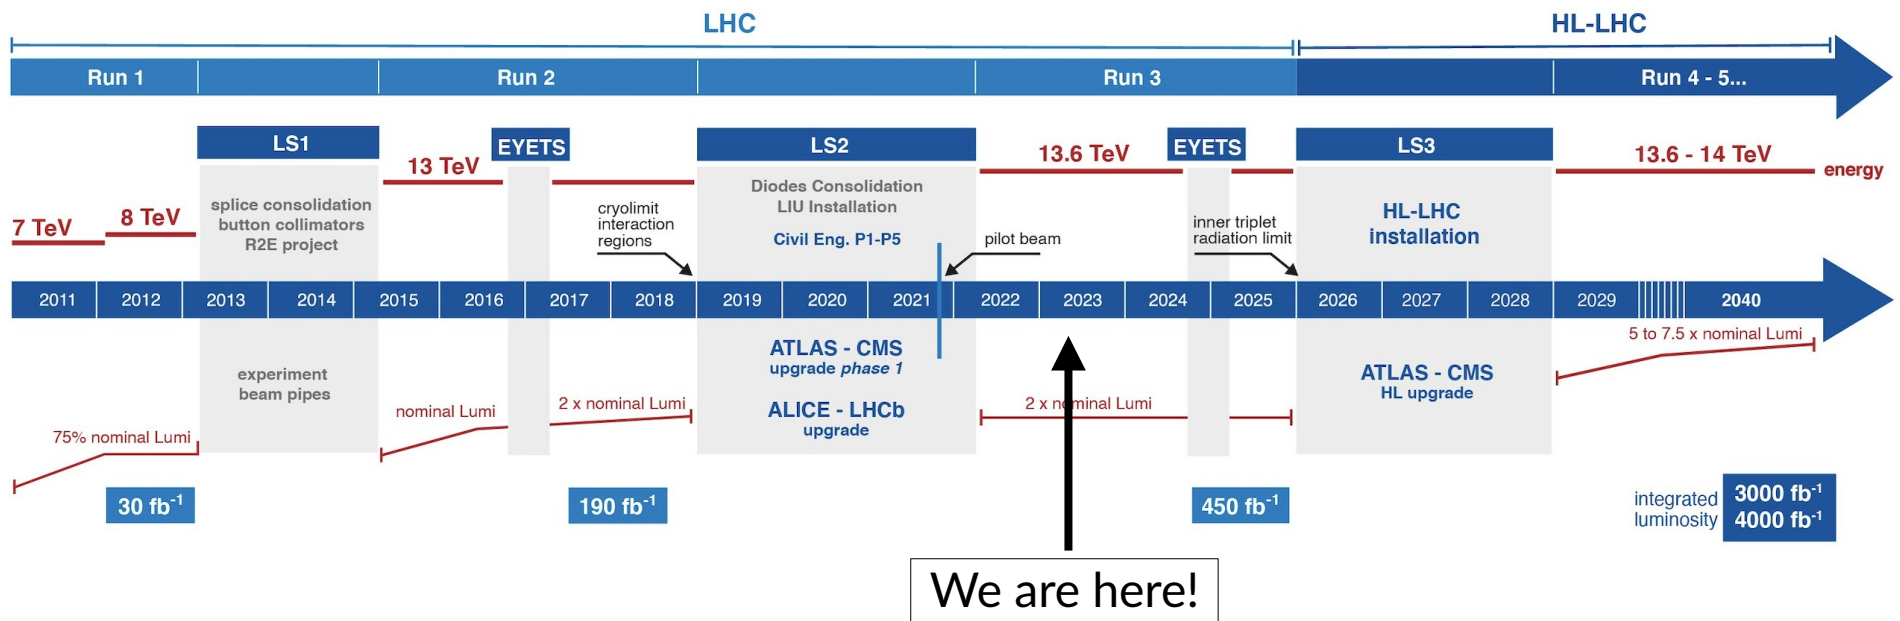 LHC
HL-LHC
Run 1
Run 2
Run 3
Run 4 - 5...
LS1
EYETS
LS2
EYETS
LS3
13 TeV
13.6 TeV
13.6 - 14 TeV
energy
7 TeV
8 TeV
splice consolidation
button collimators
R2E project
cryolimit
interaction
regions
Diodes Consolidation
LIU Installation
Civil Eng. P1-P5
pilot beam
inner triplet
radiation limit
HL-LHC
installation
2011
2012
2013
2014
2015
2016
2017
2018
2019
2020
2021
2022
2023
2024
2025
2026
2027
2028
2029
2040
5 to 7.5 x nominal Lumi
experiment
beam pipes
ATLAS - CMS
upgrade phase 1
ALICE - LHCb
upgrade
ATLAS - CMS
HL upgrade
75% nominal Lumi
nominal Lumi
2 x nominal Lumi
2 x nominal Lumi
30 fb-1
190 fb-1
450 fb-1
integrated
luminosity
3000 fb-1
4000 fb-1
We are here!